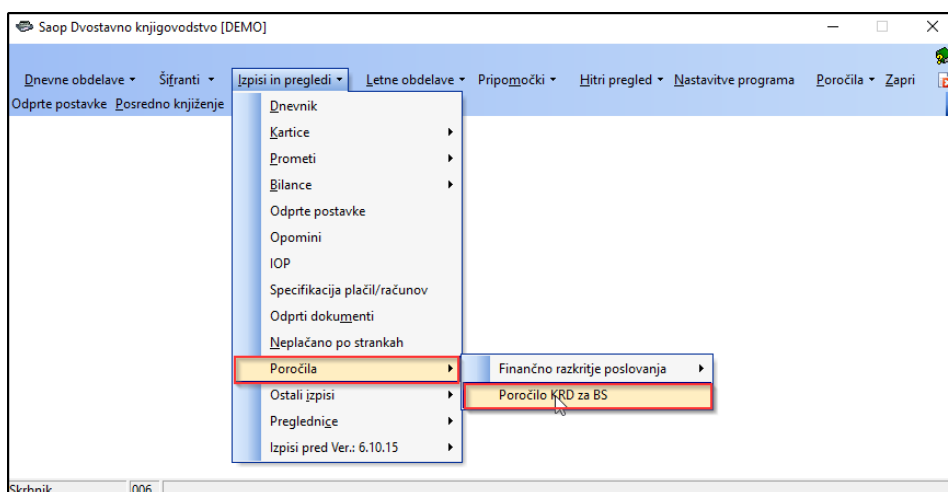 Saop Dvostavno knjigovodstvo [DEMO]
Dnevne obdelave Šifranti Izpisi in pregledi Letne obdelave Pripomočki Hitri pregled Nastavitve programa Poročila Zapri
Odprte postavke Posredno knjiženje
Dnevnik
Kartice
Prometi
Bilance
Odprte postavke
Opomini
IOP
Specifikacija plačil/računov
Odprti dokumenti
Neplačano po strankah
Poročila
Finančno razkritje poslovanja
Ostali izpisi
Poročilo KRD za BS
Preglednice
Izpisi pred Ver.: 6.10.15
Skrbnik 006